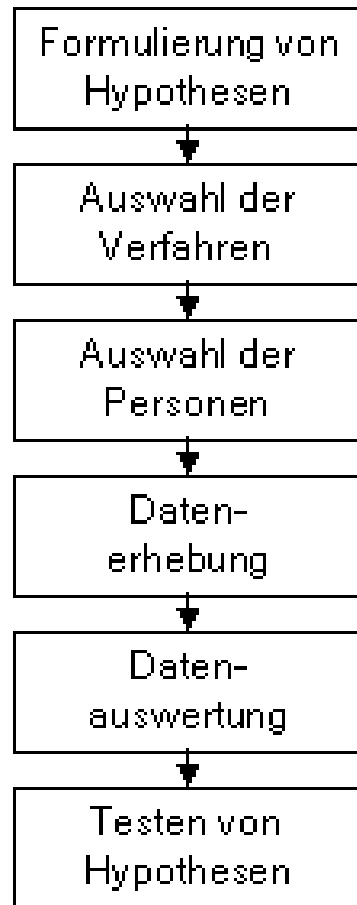 Formulierung von
Hypothesen
Auswahl der
Verfahren
Auswahl der
Personen
Daten-
erhebung
Daten-
auswertung
Testen von
Hypothesen